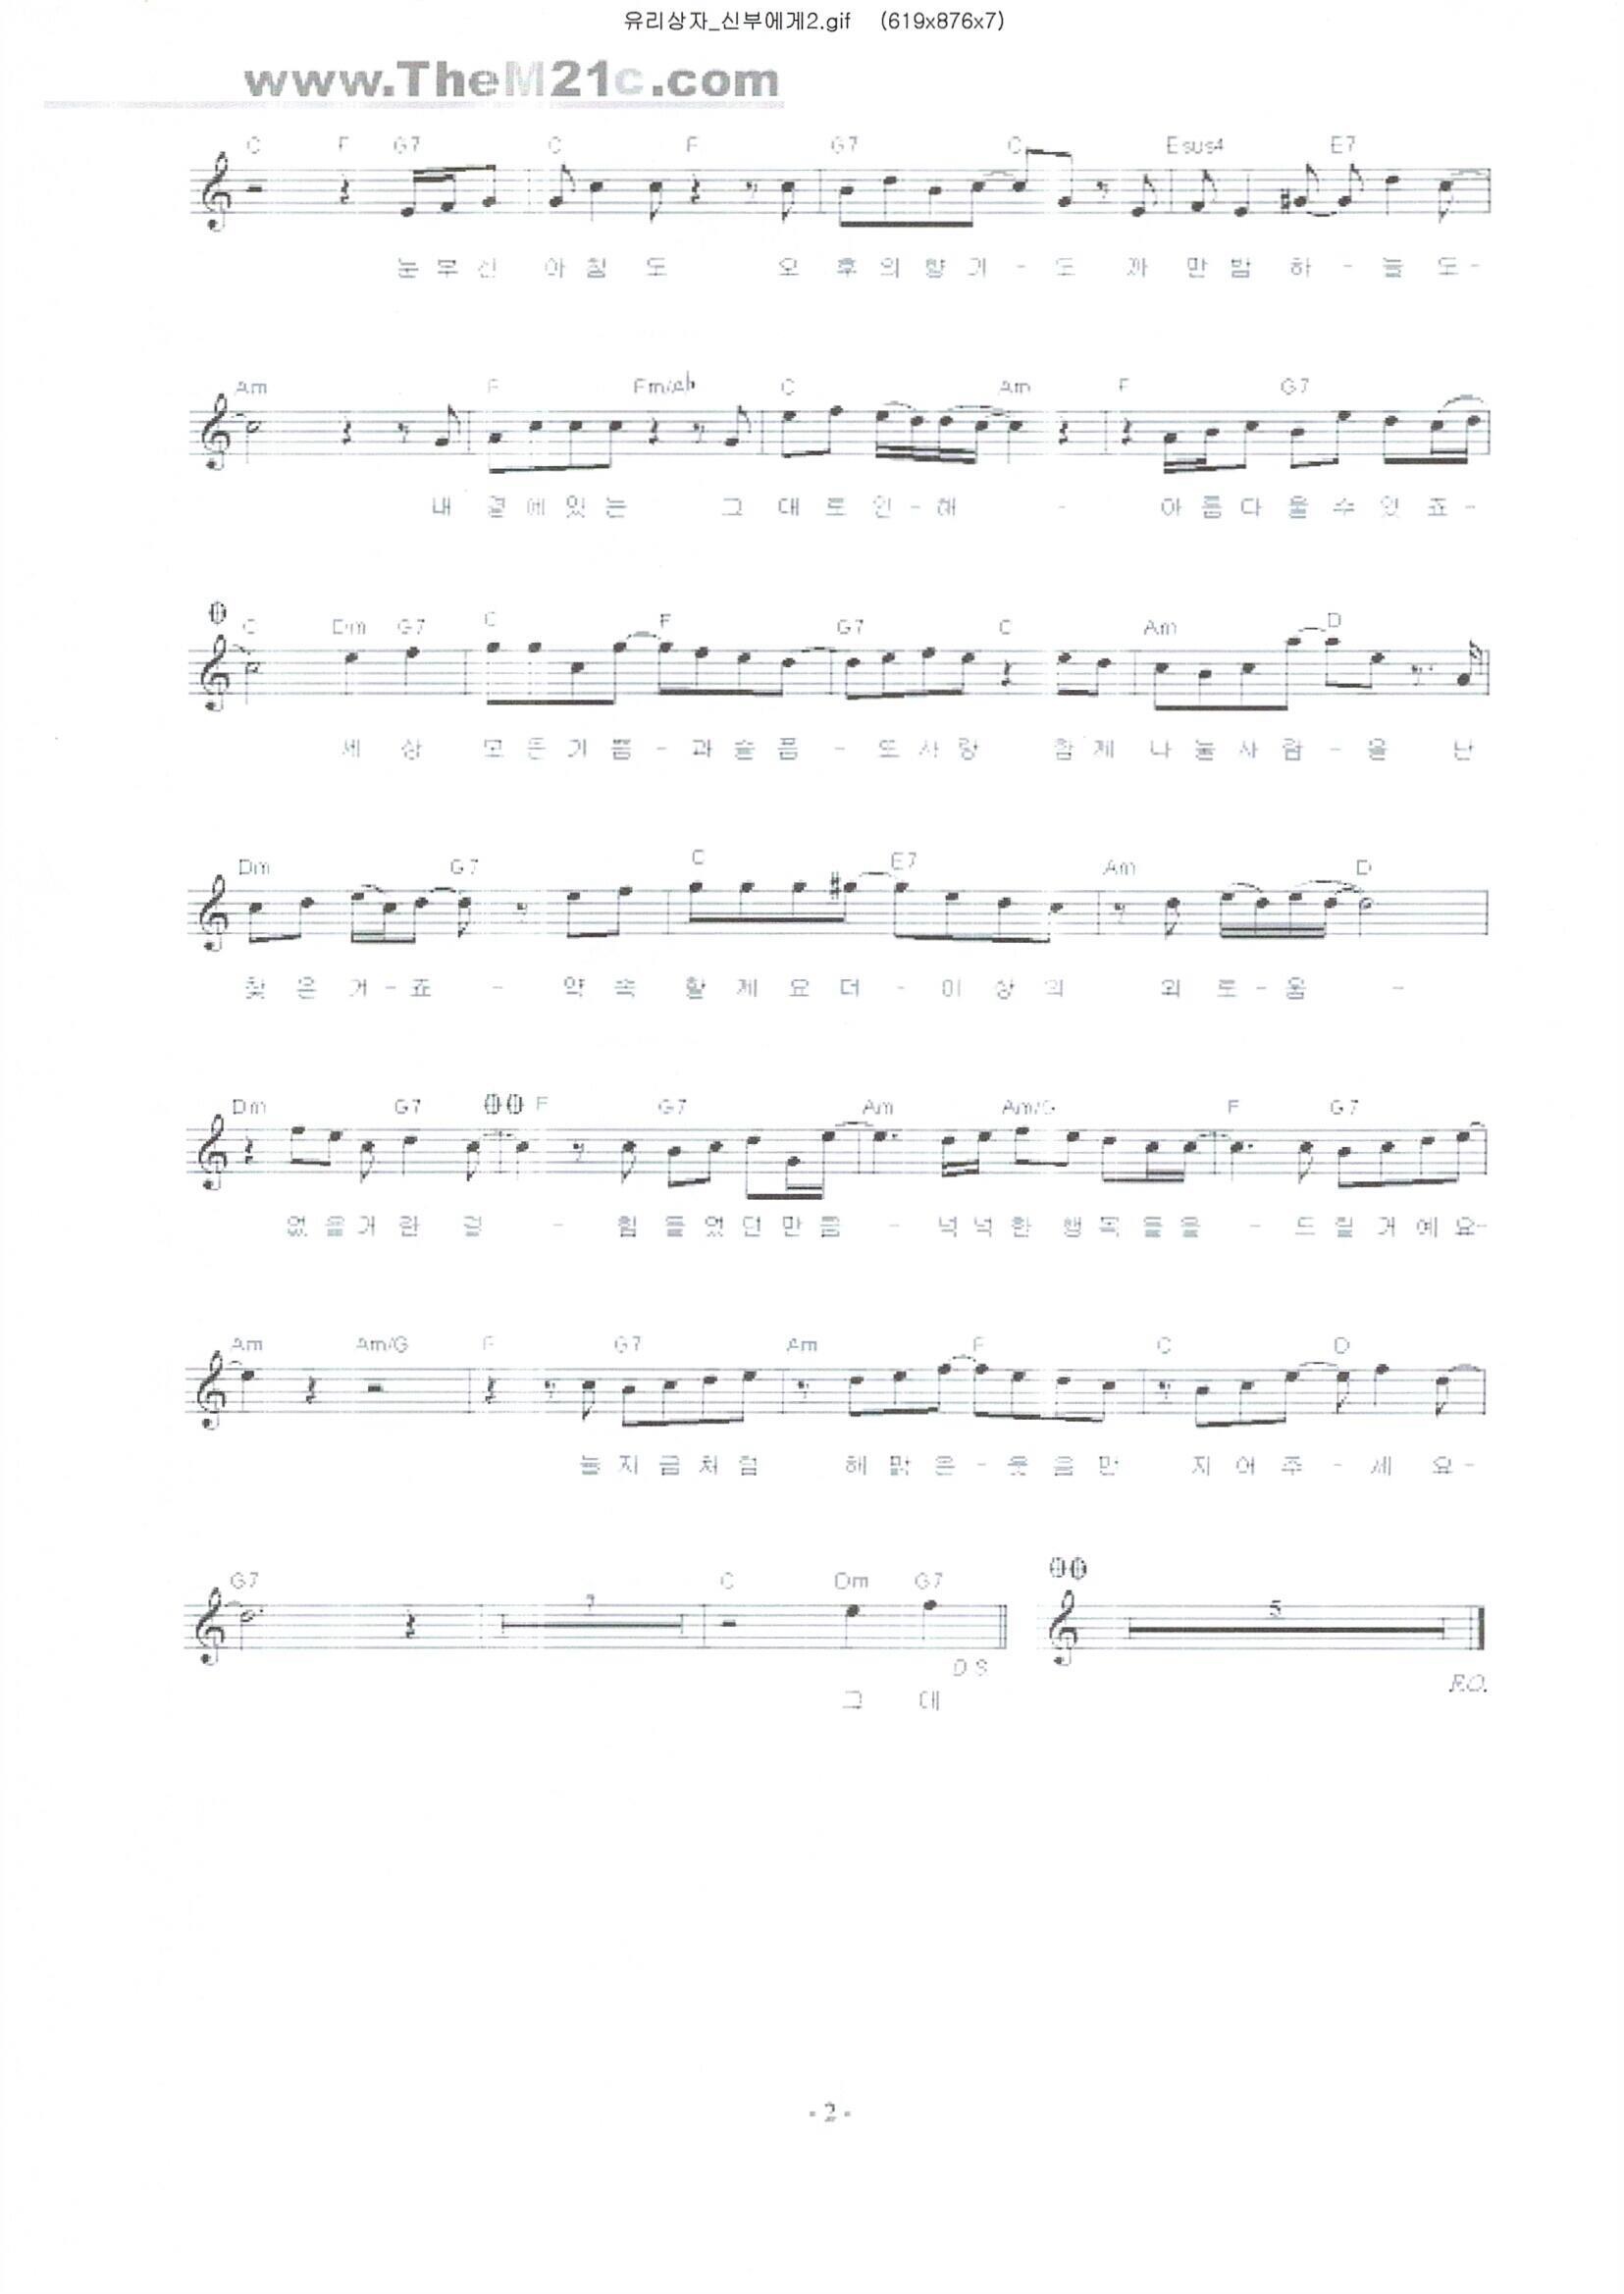 유리상자_신부에게2.gif (619x876x7)
www.TheM21c.com
C F G7 C F G7 C Esus4 E7
눈 부 신 아 침 도 오 후 의 향 기 - 도 까 만 밤 하 - 늘 도 -
Am F Fm/Ab C Am F G7
내 곁 에 있 는 그 대 로 인 - 해 - 아 름 다 울 수 있 죠 -
C Dm G7 C F G7 C Am D
세 상 모 든 기 쁨 - 과 슬 픔 - 또 사 랑 함 께 나 눌 사 람 - 을 난
Dm G7 C E7 Am D
찾 은 거 - 죠 - 약 속 할 게 요 더 - 이 상 의 외 로 - 움 -
Dm G7 F G7 Am Am/G F G7
없 을 거 란 걸 - 힘 들 었 던 만 큼 - 넉 넉 한 행 복 들 을 - 드 릴 거 예 요 -
Am Am/G F G7 Am F C D
늘 지 금 처 럼 해 맑 은 - 웃 음 만 지 어 주 - 세 요 -
G7 C Dm G7 5
D S F.O.
그 대
- 2 -